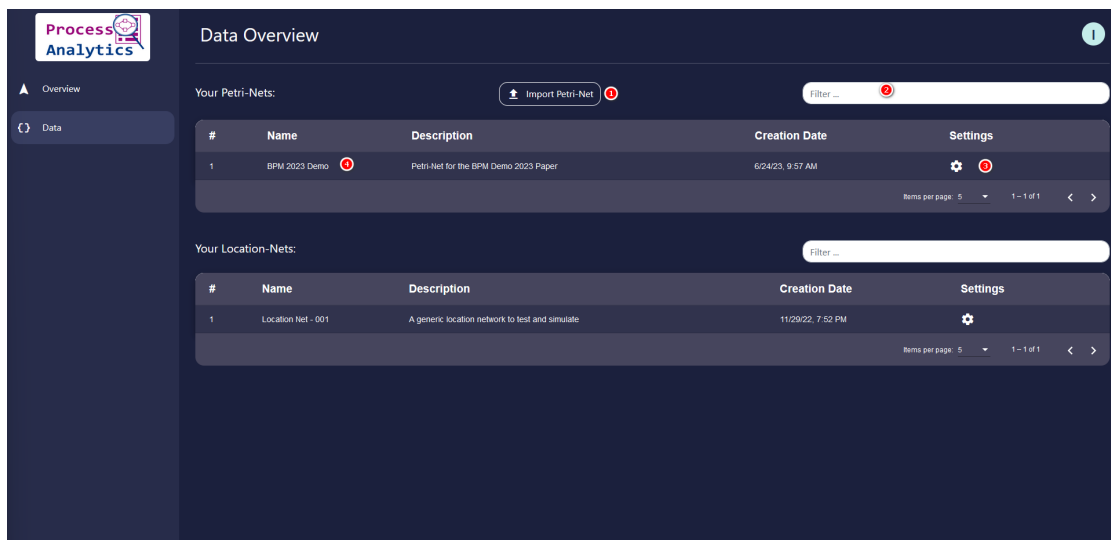 Process
Analytics
Data Overview
I
Overview
Data
Your Petri-Nets:
Import Petri-Net
1
Filter ...
2
# Name Description Creation Date Settings
1 BPM 2023 Demo 4 Petri-Net for the BPM Demo 2023 Paper 6/24/23, 9:57 AM 3
Items per page: 5 1 – 1 of 1
Your Location-Nets:
Filter ...
# Name Description Creation Date Settings
1 Location Net - 001 A generic location network to test and simulate 11/29/22, 7:52 PM
Items per page: 5 1 – 1 of 1